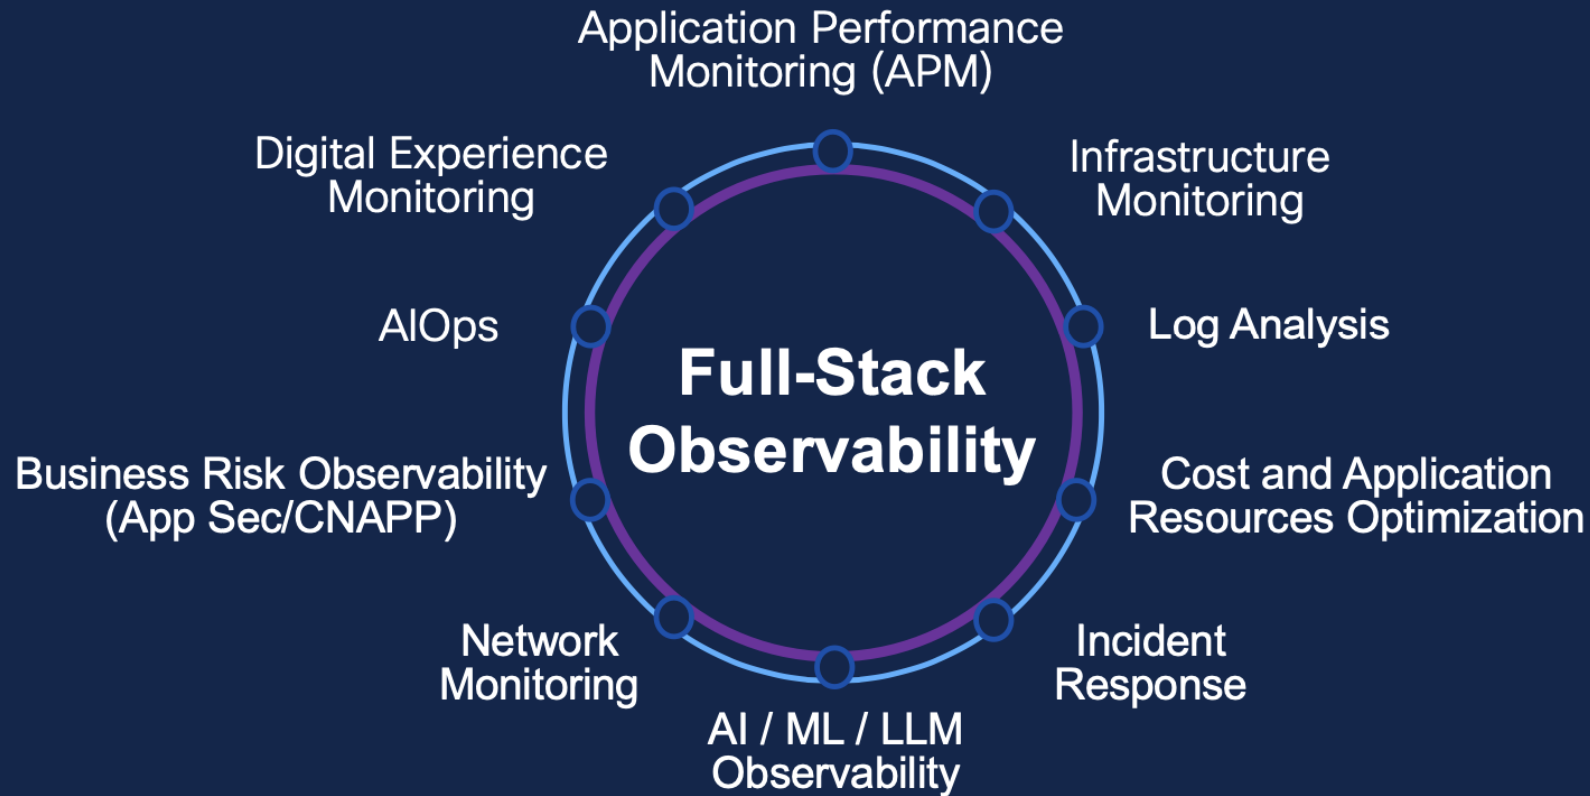 Application Performance
Monitoring (APM)
Digital Experience
Monitoring
Infrastructure
Monitoring
AIOps
Log Analysis
Full-Stack
Observability
Business Risk Observability
(App Sec/CNAPP)
Cost and Application
Resources Optimization
Network
Monitoring
Incident
Response
AI / ML / LLM
Observability